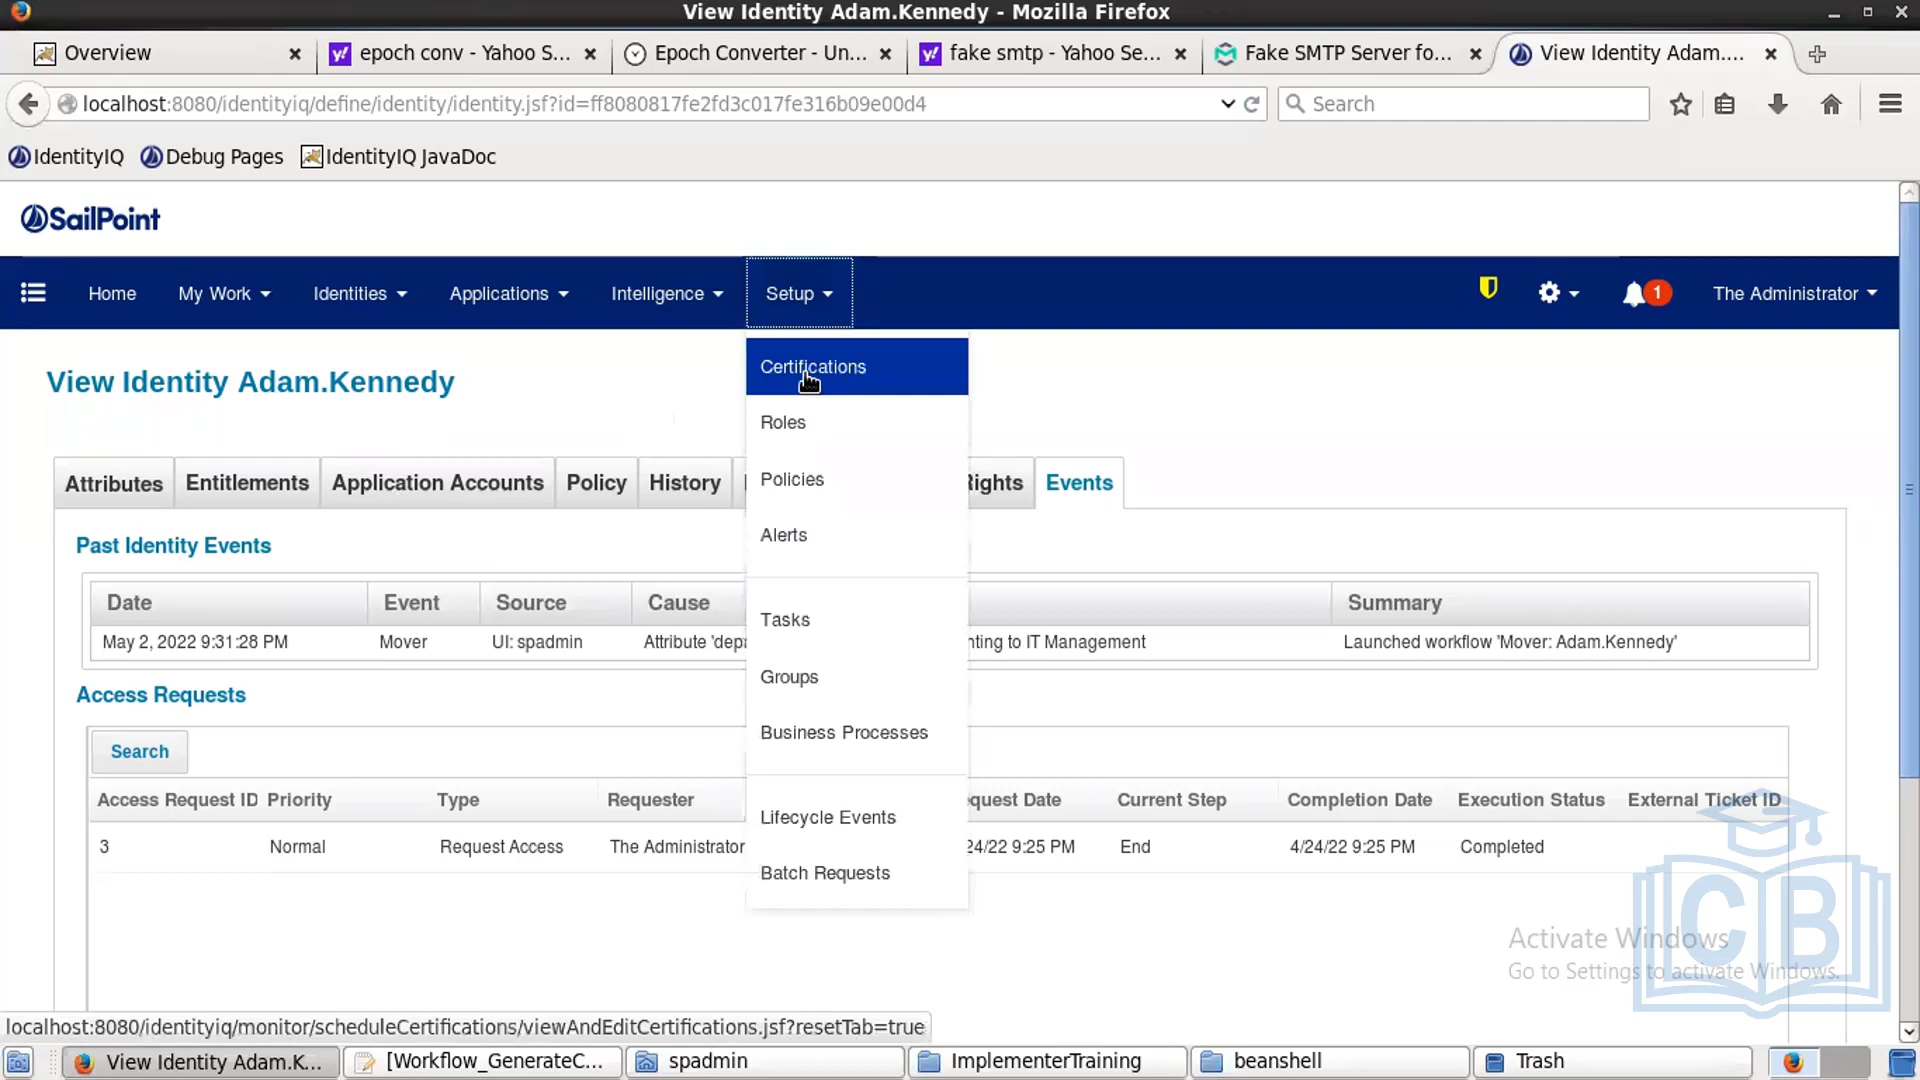 View Identity Adam.Kennedy - Mozilla Firefox
Overview
epoch conv - Yahoo S...
Epoch Converter - Un...
fake smtp - Yahoo Se...
Fake SMTP Server fo...
View Identity Adam....
localhost:8080/identityiq/define/identity/identity.jsf?id=ff8080817fe2fd3c017fe316b09e00d4
Search
IdentityIQ
Debug Pages
IdentityIQ JavaDoc
SailPoint
Home
My Work
Identities
Applications
Intelligence
Setup
1
The Administrator
Certifications
Roles
Policies
Alerts
Tasks
Groups
Business Processes
Lifecycle Events
Batch Requests
View Identity Adam.Kennedy
Attributes
Entitlements
Application Accounts
Policy
History
Rights
Events
Past Identity Events
Date
Event
Source
Cause
Summary
May 2, 2022 9:31:28 PM
Mover
UI: spadmin
Attribute 'depa
nting to IT Management
Launched workflow 'Mover: Adam.Kennedy'
Access Requests
Search
Access Request ID
Priority
Type
Requester
quest Date
Current Step
Completion Date
Execution Status
External Ticket ID
3
Normal
Request Access
The Administrator
24/22 9:25 PM
End
4/24/22 9:25 PM
Completed
CB
Activate Windows
Go to Settings to activate Windows.
localhost:8080/identityiq/monitor/scheduleCertifications/viewAndEditCertifications.jsf?resetTab=true
View Identity Adam.K...
[Workflow_GenerateC...
spadmin
ImplementerTraining
beanshell
Trash